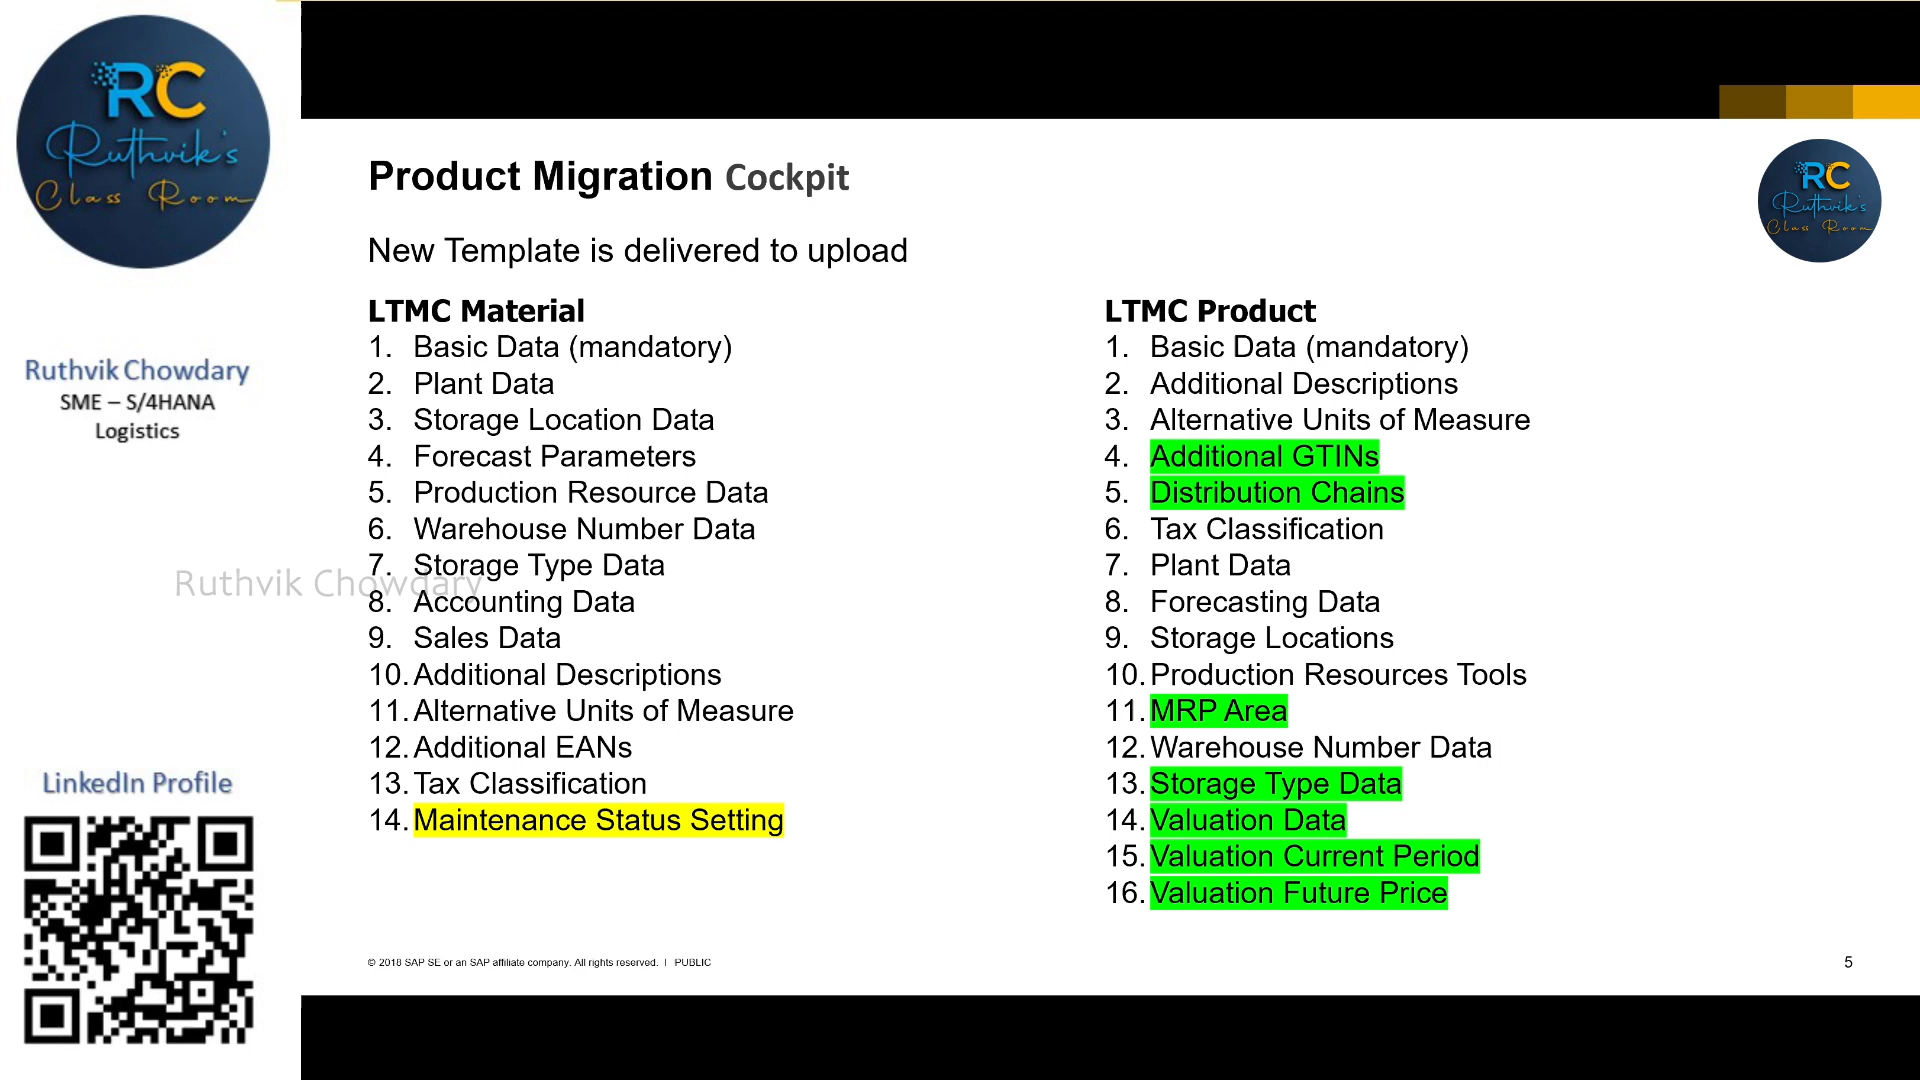 RC
Ruthvik's
Class Room
Ruthvik Chowdary
SME – S/4HANA
Logistics
LinkedIn Profile
Product Migration Cockpit
RC
Ruthvik's
Class Room
New Template is delivered to upload
LTMC Material
1. Basic Data (mandatory)
2. Plant Data
3. Storage Location Data
4. Forecast Parameters
5. Production Resource Data
6. Warehouse Number Data
7. Storage Type Data
Ruthvik Chowdary
8. Accounting Data
9. Sales Data
10. Additional Descriptions
11. Alternative Units of Measure
12. Additional EANs
13. Tax Classification
14. Maintenance Status Setting
LTMC Product
1. Basic Data (mandatory)
2. Additional Descriptions
3. Alternative Units of Measure
4. Additional GTINs
5. Distribution Chains
6. Tax Classification
7. Plant Data
8. Forecasting Data
9. Storage Locations
10. Production Resources Tools
11. MRP Area
12. Warehouse Number Data
13. Storage Type Data
14. Valuation Data
15. Valuation Current Period
16. Valuation Future Price
© 2018 SAP SE or an SAP affiliate company. All rights reserved. I PUBLIC
5